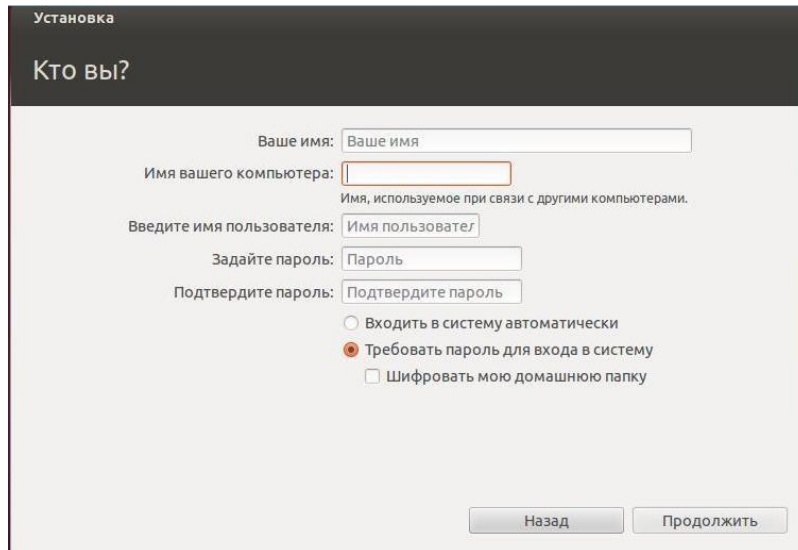 Установка
Кто вы?
Ваше имя: Ваше имя
Имя вашего компьютера:
Имя, используемое при связи с другими компьютерами.
Введите имя пользователя: Имя пользовател
Задайте пароль: Пароль
Подтвердите пароль: Подтвердите пароль
Входить в систему автоматически
Требовать пароль для входа в систему
Шифровать мою домашнюю папку
Назад Продолжить